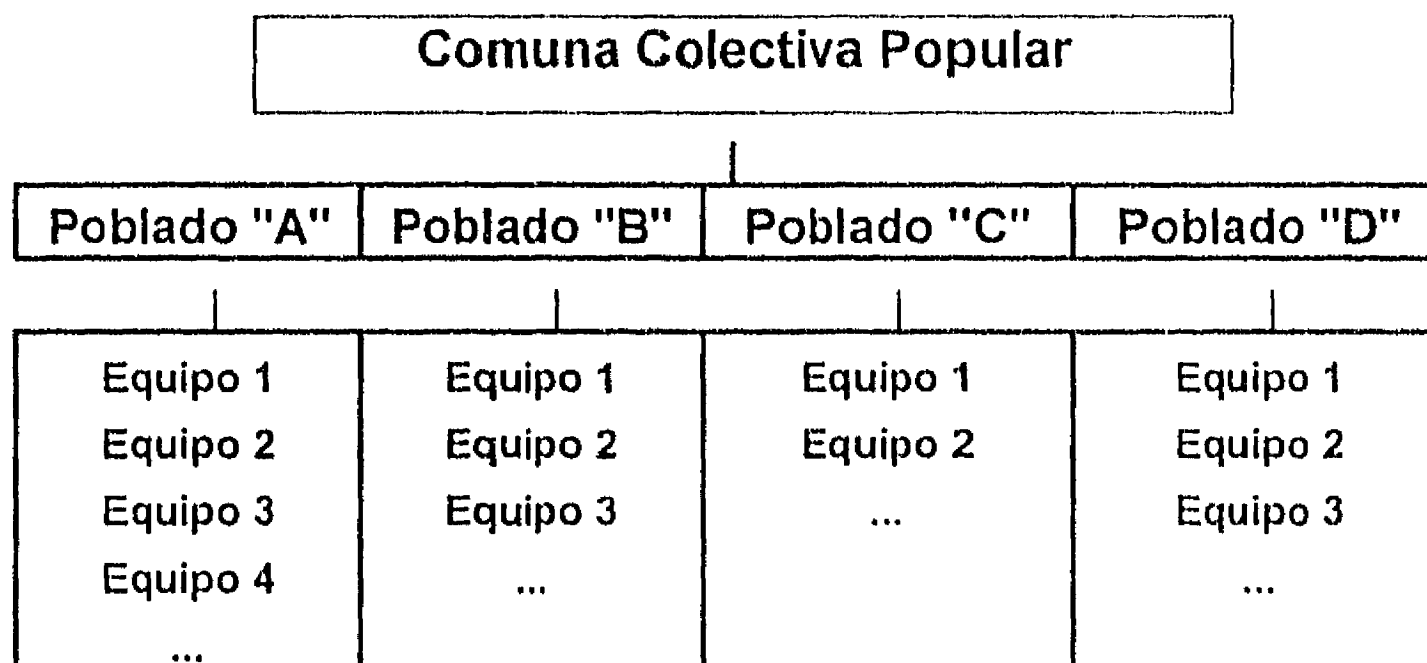 Comuna Colectiva Popular
Poblado "A" Poblado "B" Poblado "C" Poblado "D"
Equipo 1 Equipo 1 Equipo 1 Equipo 1
Equipo 2 Equipo 2 Equipo 2 Equipo 2
Equipo 3 Equipo 3 ... Equipo 3
Equipo 4 ... ...
...